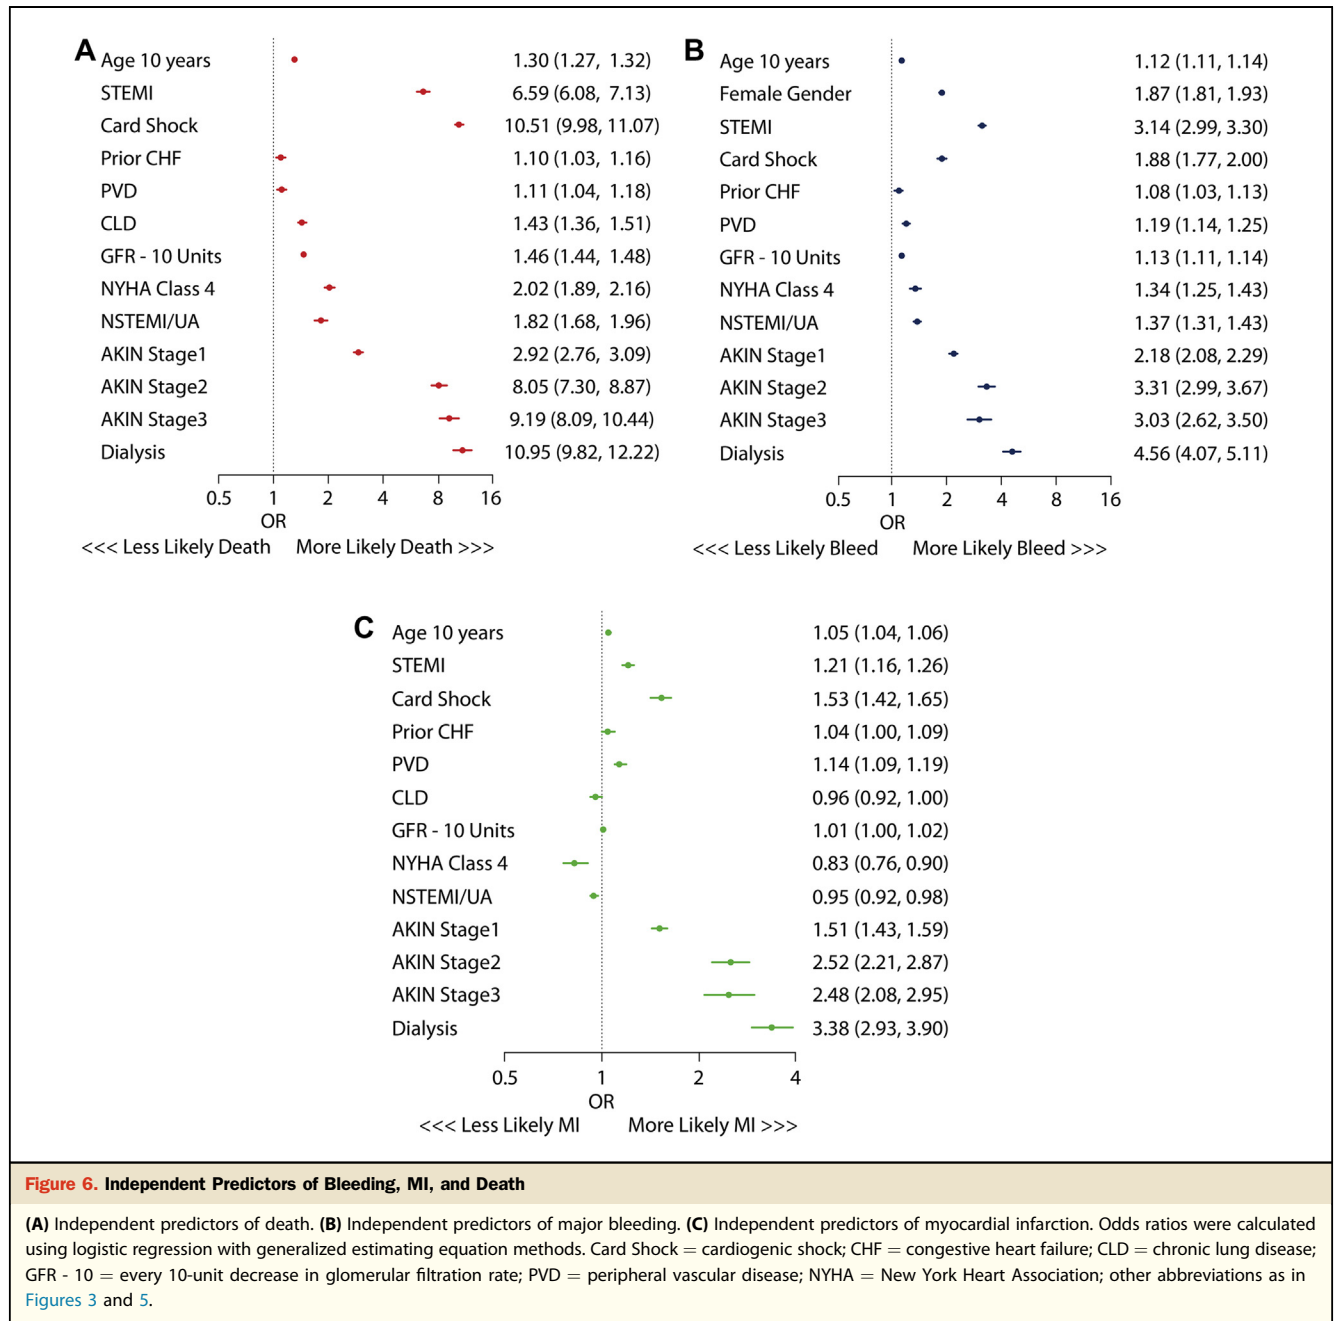 A
Age 10 years 1.30 (1.27, 1.32)
STEMI 6.59 (6.08, 7.13)
Card Shock 10.51 (9.98, 11.07)
Prior CHF 1.10 (1.03, 1.16)
PVD 1.11 (1.04, 1.18)
CLD 1.43 (1.36, 1.51)
GFR - 10 Units 1.46 (1.44, 1.48)
NYHA Class 4 2.02 (1.89, 2.16)
NSTEMI/UA 1.82 (1.68, 1.96)
AKIN Stage1 2.92 (2.76, 3.09)
AKIN Stage2 8.05 (7.30, 8.87)
AKIN Stage3 9.19 (8.09, 10.44)
Dialysis 10.95 (9.82, 12.22)
0.5 1 2 4 8 16
OR
<<< Less Likely Death More Likely Death >>>
B
Age 10 years 1.12 (1.11, 1.14)
Female Gender 1.87 (1.81, 1.93)
STEMI 3.14 (2.99, 3.30)
Card Shock 1.88 (1.77, 2.00)
Prior CHF 1.08 (1.03, 1.13)
PVD 1.19 (1.14, 1.25)
GFR - 10 Units 1.13 (1.11, 1.14)
NYHA Class 4 1.34 (1.25, 1.43)
NSTEMI/UA 1.37 (1.31, 1.43)
AKIN Stage1 2.18 (2.08, 2.29)
AKIN Stage2 3.31 (2.99, 3.67)
AKIN Stage3 3.03 (2.62, 3.50)
Dialysis 4.56 (4.07, 5.11)
0.5 1 2 4 8 16
OR
<<< Less Likely Bleed More Likely Bleed >>>
C
Age 10 years 1.05 (1.04, 1.06)
STEMI 1.21 (1.16, 1.26)
Card Shock 1.53 (1.42, 1.65)
Prior CHF 1.04 (1.00, 1.09)
PVD 1.14 (1.09, 1.19)
CLD 0.96 (0.92, 1.00)
GFR - 10 Units 1.01 (1.00, 1.02)
NYHA Class 4 0.83 (0.76, 0.90)
NSTEMI/UA 0.95 (0.92, 0.98)
AKIN Stage1 1.51 (1.43, 1.59)
AKIN Stage2 2.52 (2.21, 2.87)
AKIN Stage3 2.48 (2.08, 2.95)
Dialysis 3.38 (2.93, 3.90)
0.5 1 2 4
OR
<<< Less Likely MI More Likely MI >>>
Figure 6. Independent Predictors of Bleeding, MI, and Death
(A) Independent predictors of death. (B) Independent predictors of major bleeding. (C) Independent predictors of myocardial infarction. Odds ratios were calculated
using logistic regression with generalized estimating equation methods. Card Shock = cardiogenic shock; CHF = congestive heart failure; CLD = chronic lung disease;
GFR - 10 = every 10-unit decrease in glomerular filtration rate; PVD = peripheral vascular disease; NYHA = New York Heart Association; other abbreviations as in
Figures 3 and 5.